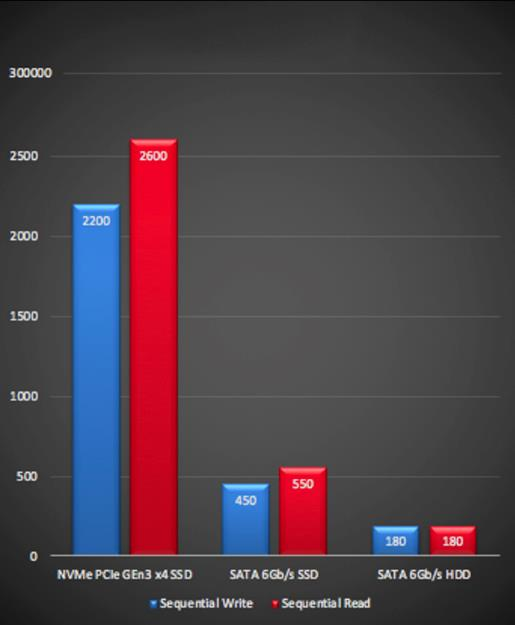 300000
2500
2000
1500
1000
500
0
2200
2600
450
550
180
180
NVMe PCIe GEn3 x4 SSD
SATA 6Gb/s SSD
SATA 6Gb/s HDD
Sequential Write
Sequential Read